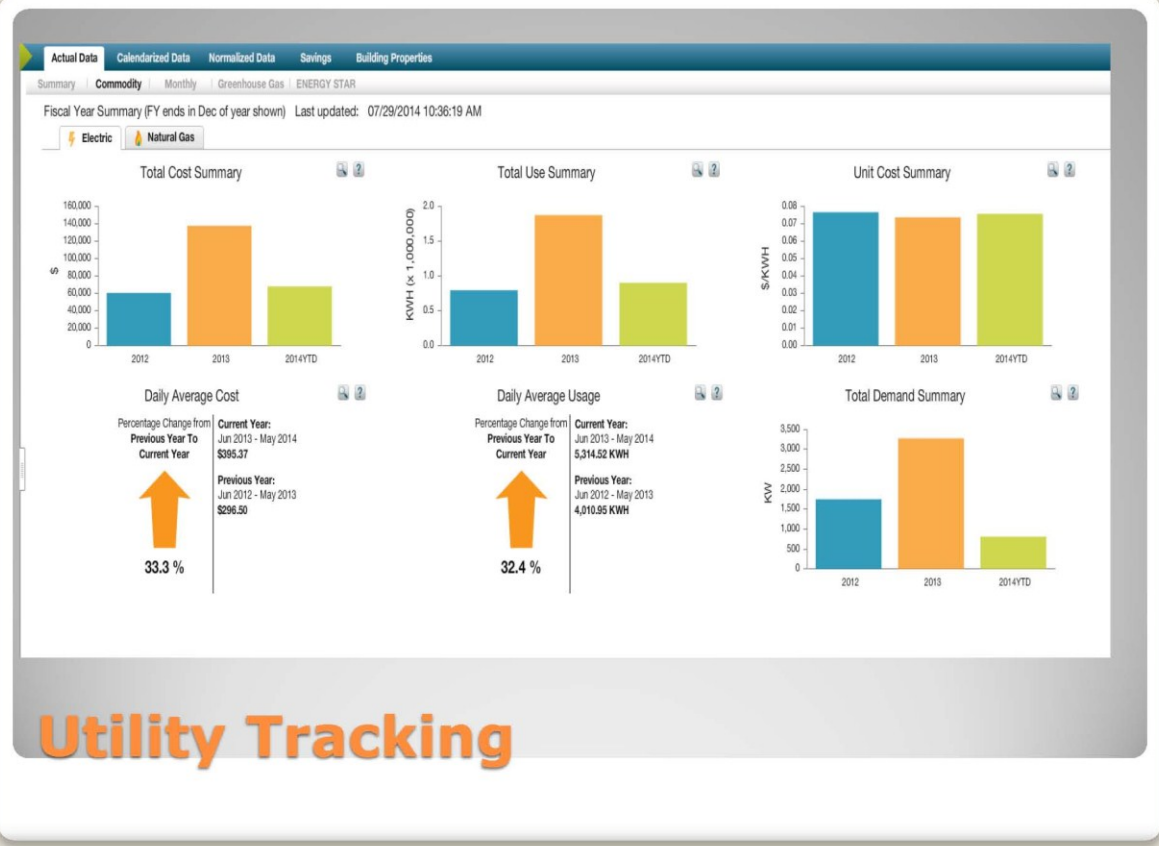 Actual Data Calendarized Data Normalized Data Savings Building Properties
Summary Commodity Monthly Greenhouse Gas ENERGY STAR
Fiscal Year Summary (FY ends in Dec of year shown) Last updated: 07/29/2014 10:36:19 AM
Electric Natural Gas
Total Cost Summary
?
160,000
140,000
120,000
100,000
80,000
60,000
40,000
20,000
0
$
2012 2013 2014YTD
Total Use Summary
?
2.0
1.5
1.0
0.5
0.0
KWH (x 1,000,000)
2012 2013 2014YTD
Unit Cost Summary
?
0.08
0.07
0.06
0.05
0.04
0.03
0.02
0.01
0.00
$/KWH
2012 2013 2014YTD
Daily Average Cost
?
Percentage Change from
Previous Year To
Current Year
33.3 %
Current Year:
Jun 2013 - May 2014
$395.37
Previous Year:
Jun 2012 - May 2013
$296.50
Daily Average Usage
?
Percentage Change from
Previous Year To
Current Year
32.4 %
Current Year:
Jun 2013 - May 2014
5,314.52 KWH
Previous Year:
Jun 2012 - May 2013
4,010.95 KWH
Total Demand Summary
?
3,500
3,000
2,500
2,000
1,500
1,000
500
0
KW
2012 2013 2014YTD
Utility Tracking